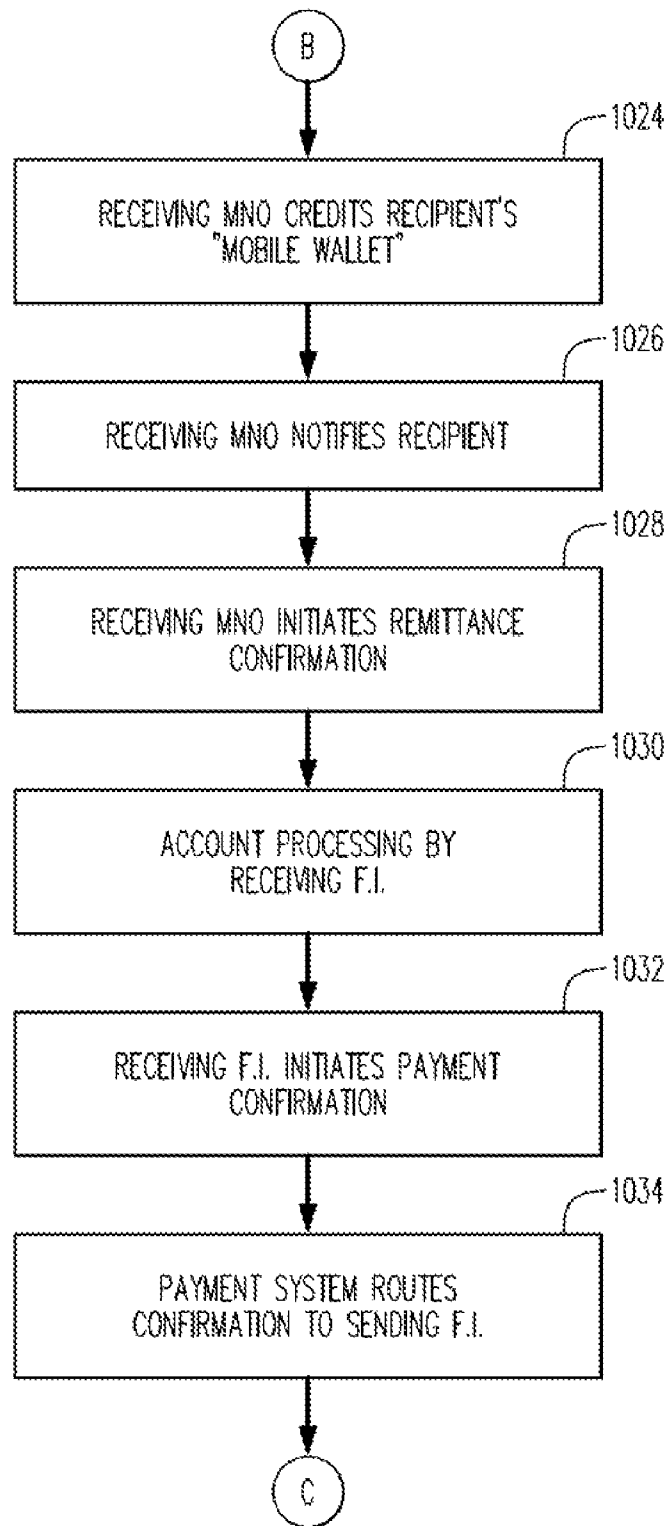 B
1024
RECEIVING MNO CREDITS RECIPIENT'S
"MOBILE WALLET"
1026
RECEIVING MNO NOTIFIES RECIPIENT
1028
RECEIVING MNO INITIATES REMITTANCE
CONFIRMATION
1030
ACCOUNT PROCESSING BY
RECEIVING F.I.
1032
RECEIVING F.I. INITIATES PAYMENT
CONFIRMATION
1034
PAYMENT SYSTEM ROUTES
CONFIRMATION TO SENDING F.I.
C